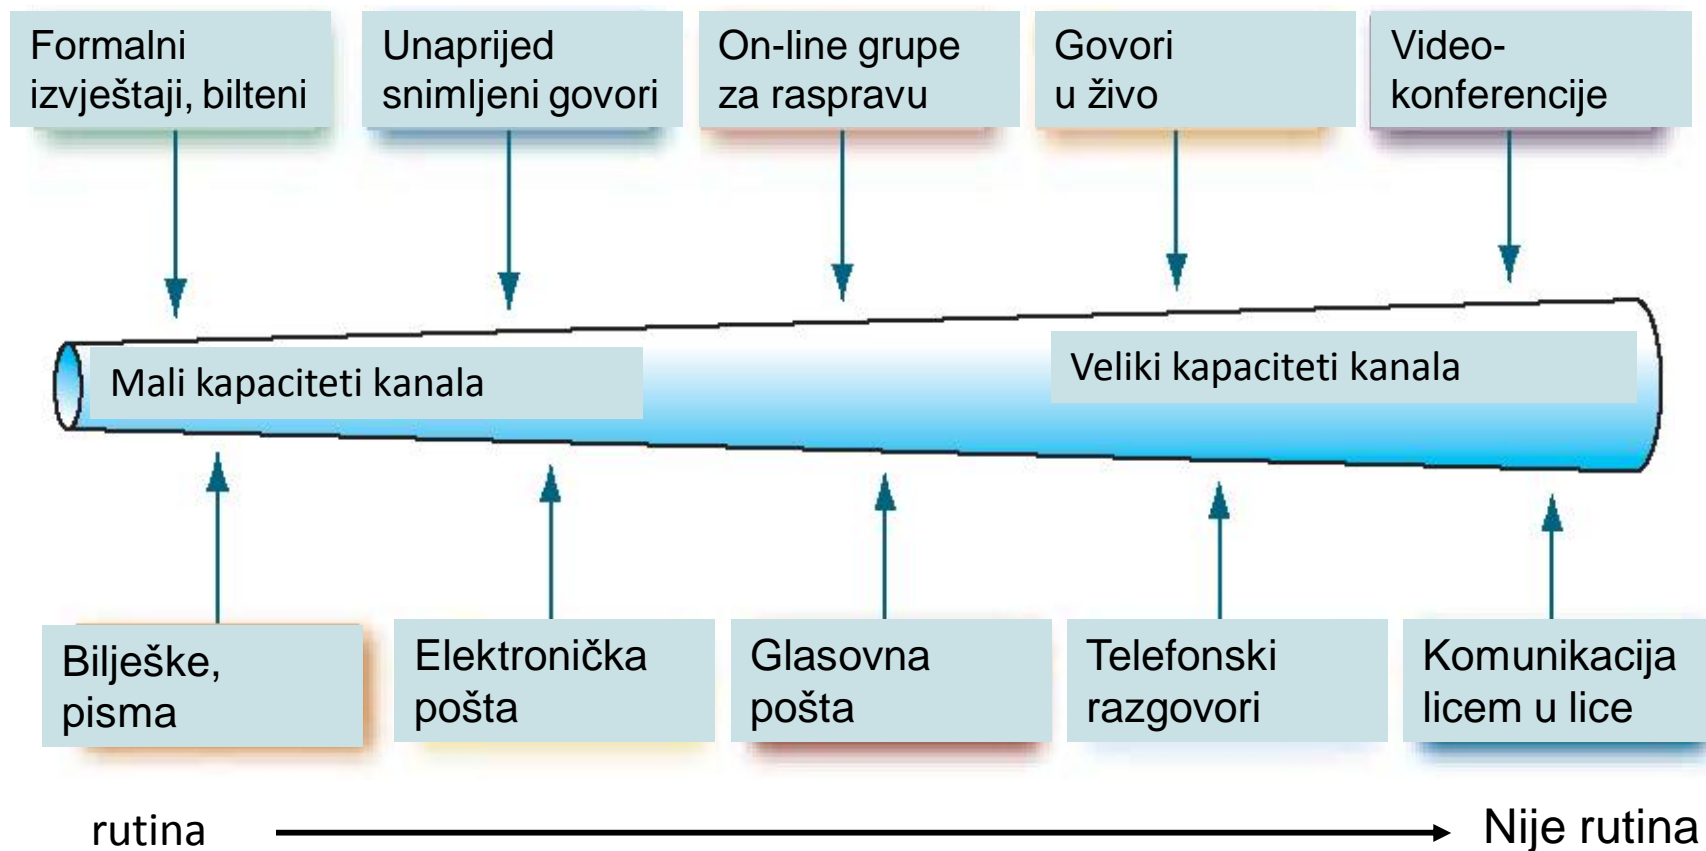 Formalni
izvještaji, bilteni
Unaprijed
snimljeni govori
On-line grupe
za raspravu
Govori
u živo
Video-
konferencije
Mali kapaciteti kanala
Veliki kapaciteti kanala
Bilješke,
pisma
Elektronička
pošta
Glasovna
pošta
Telefonski
razgovori
Komunikacija
licem u lice
rutina
Nije rutina